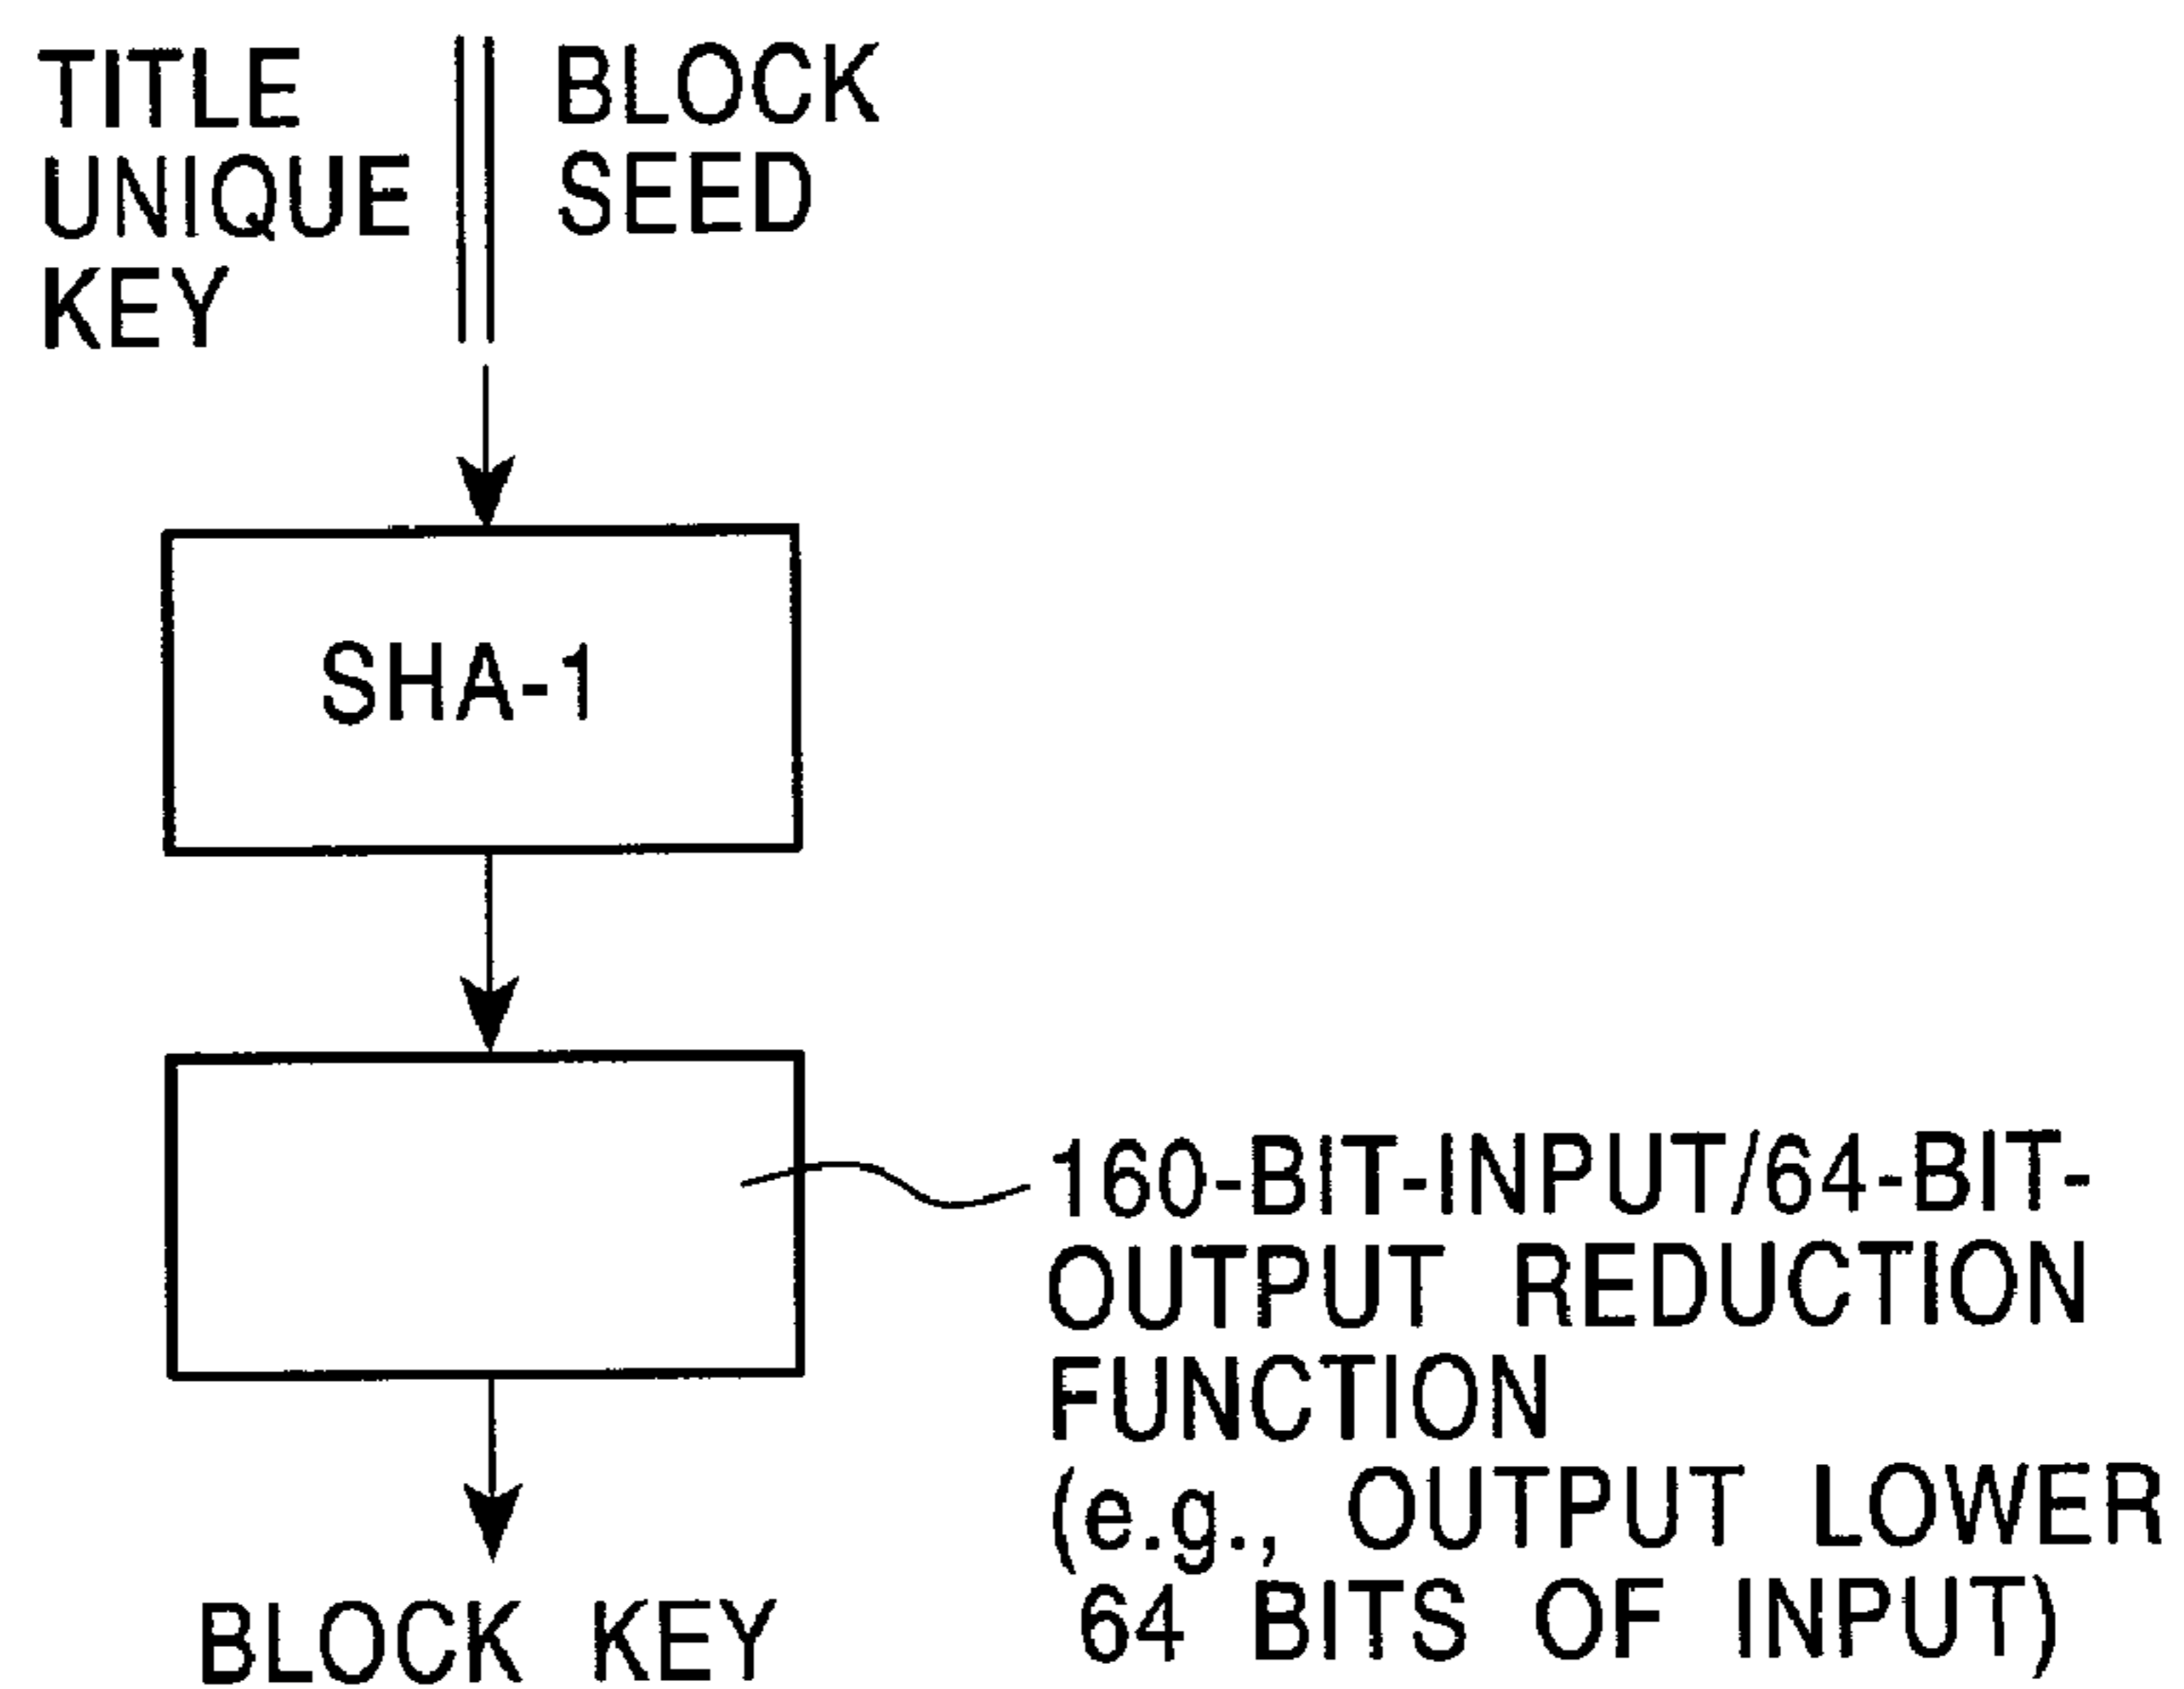 TITLE
UNIQUE
KEY
||
BLOCK
SEED
SHA-1
160-BIT-INPUT/64-BIT-
OUTPUT REDUCTION
FUNCTION
(e.g., OUTPUT LOWER
64 BITS OF INPUT)
BLOCK KEY